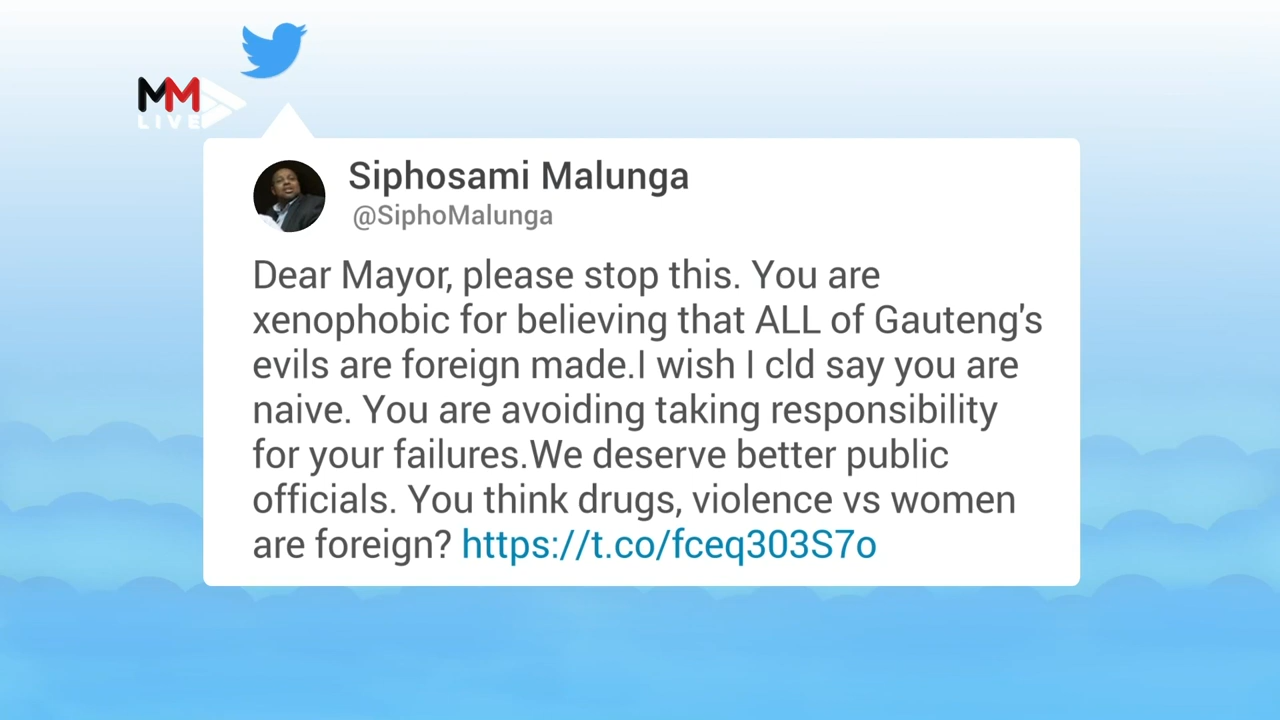 MM
LIVE
Siphosami Malunga
@SiphoMalunga
Dear Mayor, please stop this. You are
xenophobic for believing that ALL of Gauteng's
evils are foreign made.I wish I cld say you are
naive. You are avoiding taking responsibility
for your failures.We deserve better public
officials. You think drugs, violence vs women
are foreign? https://t.co/fceq303S7o